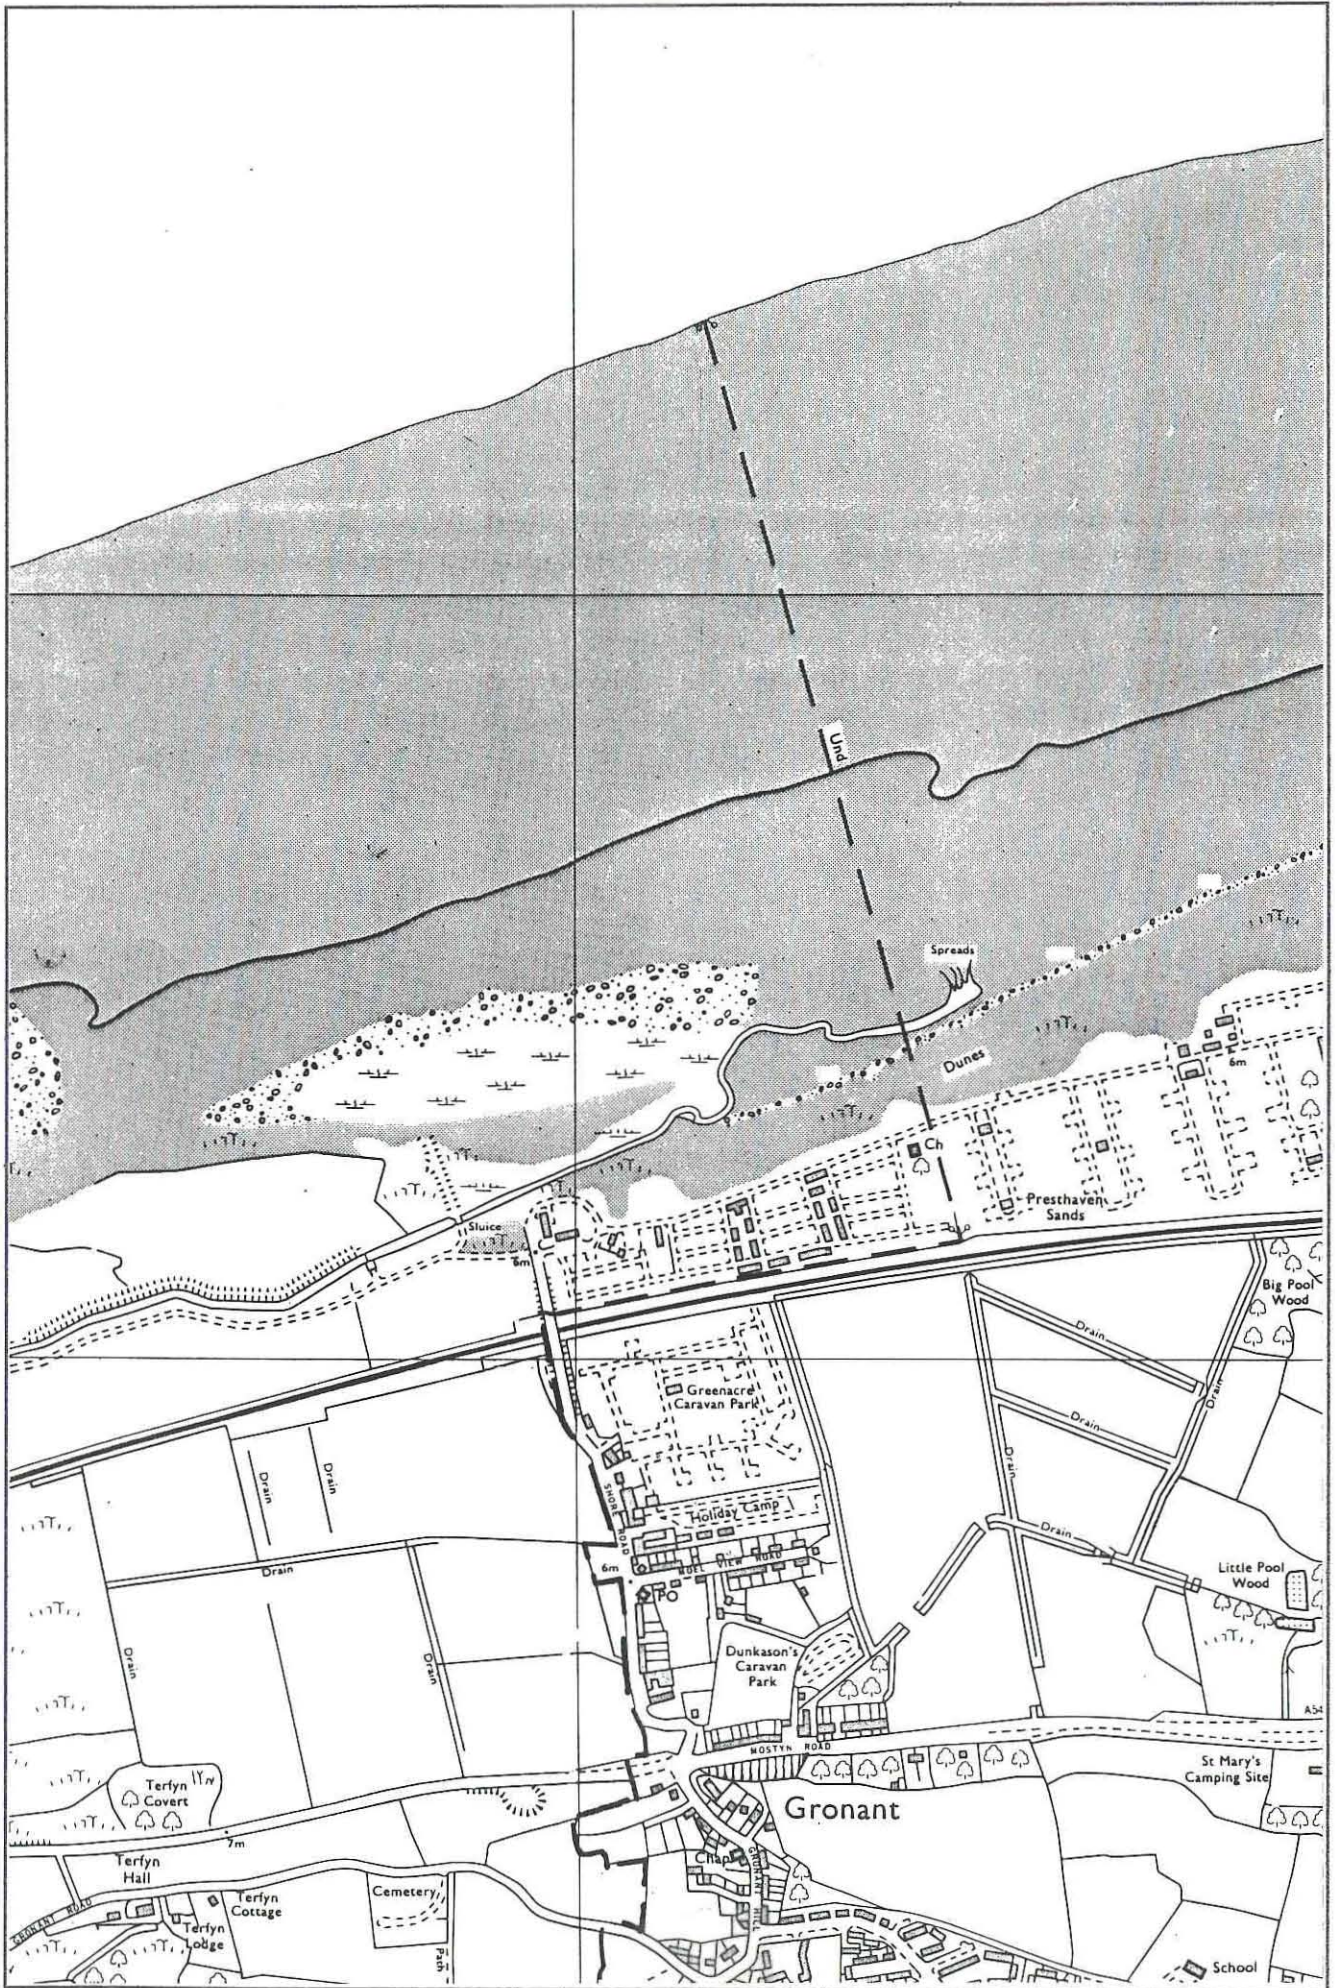 Und
Spreads
Dunes
6m
Ch
Presthaven
Sands
Sluice
6m
Big Pool
Wood
Drain
Greenacre
Caravan Park
Drain
Drain
Drain
Drain
Drain
SHORE ROAD
Holiday Camp
Drain
MOEL VIEW ROAD
6m
PO
Drain
Little Pool
Wood
Drain
Drain
Dunkason's
Caravan
Park
A54
MOSTYN ROAD
St Mary's
Camping Site
Terfyn
Covert
Gronant
7m
Terfyn
Hall
Chap
GRONANT HILL
Cemetery
Terfyn
Cottage
GRONANT ROAD
Terfyn
Lodge
Path
School